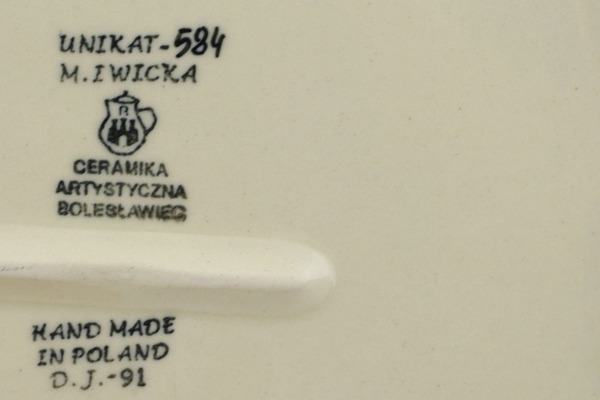 UNIKAT-584
M.IWICKA
R
CERAMIKA
ARTYSTYCZNA
BOLESŁAWIEC
HAND MADE
IN POLAND
D.J.-91